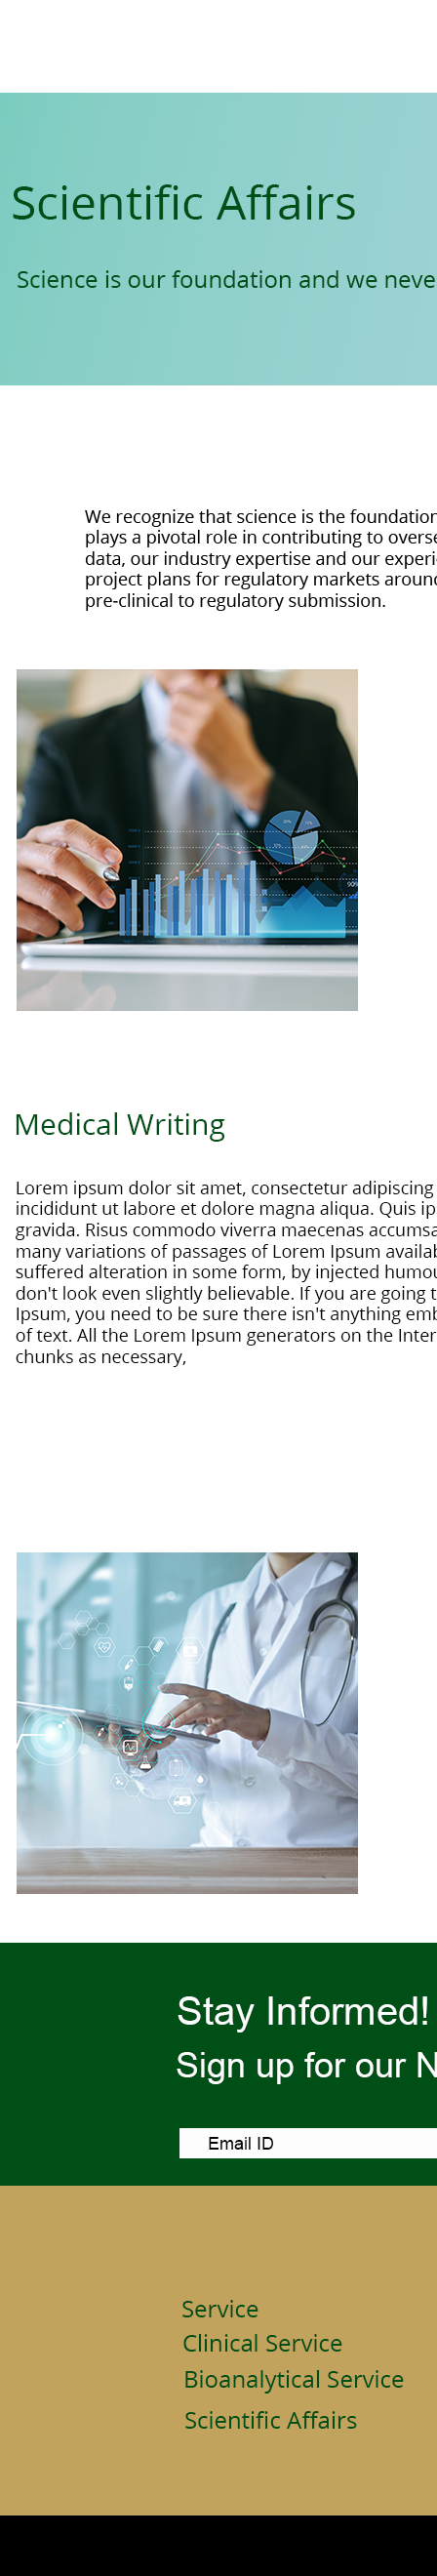 Scientific Affairs
Science is our foundation and we neve
We recognize that science is the foundation
plays a pivotal role in contributing to overse
data, our industry expertise and our experi
project plans for regulatory markets aroun
pre-clinical to regulatory submission.
90%
Medical Writing
Lorem ipsum dolor sit amet, consectetur adipiscing
incididunt ut labore et dolore magna aliqua. Quis ip
gravida. Risus commodo viverra maecenas accumsa
many variations of passages of Lorem Ipsum availab
suffered alteration in some form, by injected humou
don't look even slightly believable. If you are going t
Ipsum, you need to be sure there isn't anything emb
of text. All the Lorem Ipsum generators on the Inter
chunks as necessary,
Stay Informed!
Sign up for our N
Email ID
Service
Clinical Service
Bioanalytical Service
Scientific Affairs